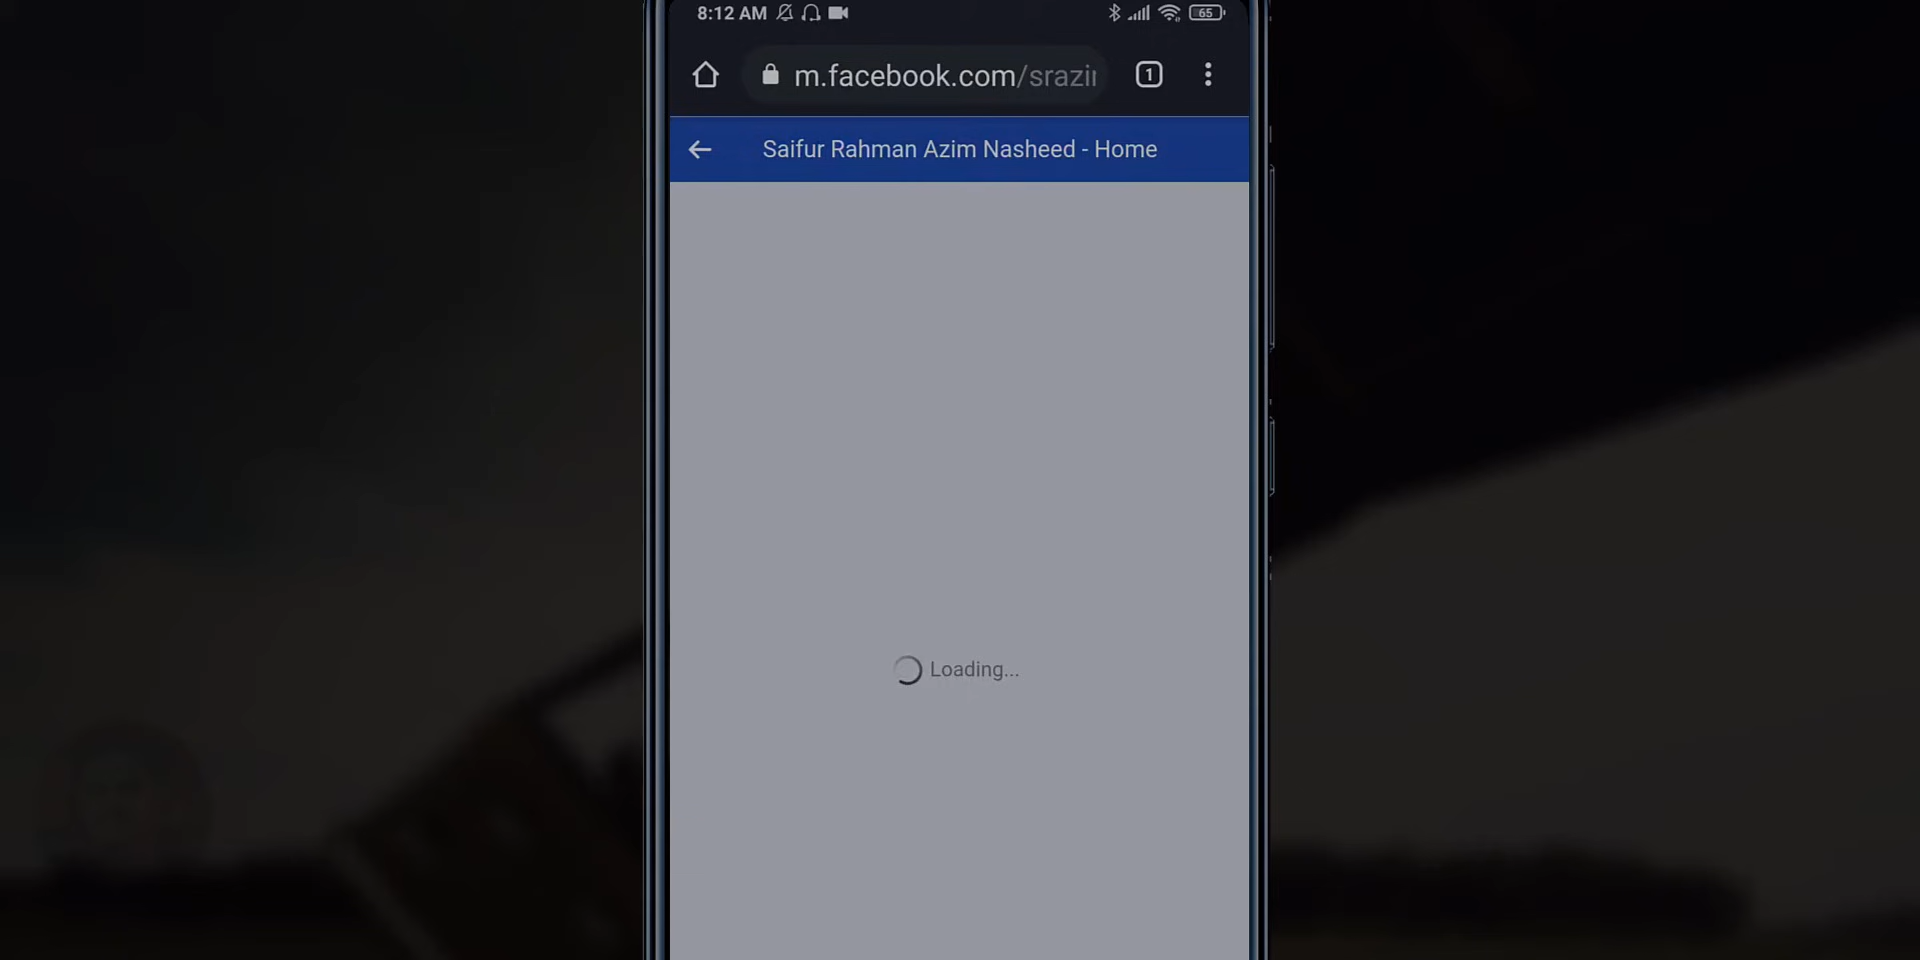 8:12 AM 65
m.facebook.com/srazi 1
Saifur Rahman Azim Nasheed - Home
Loading...